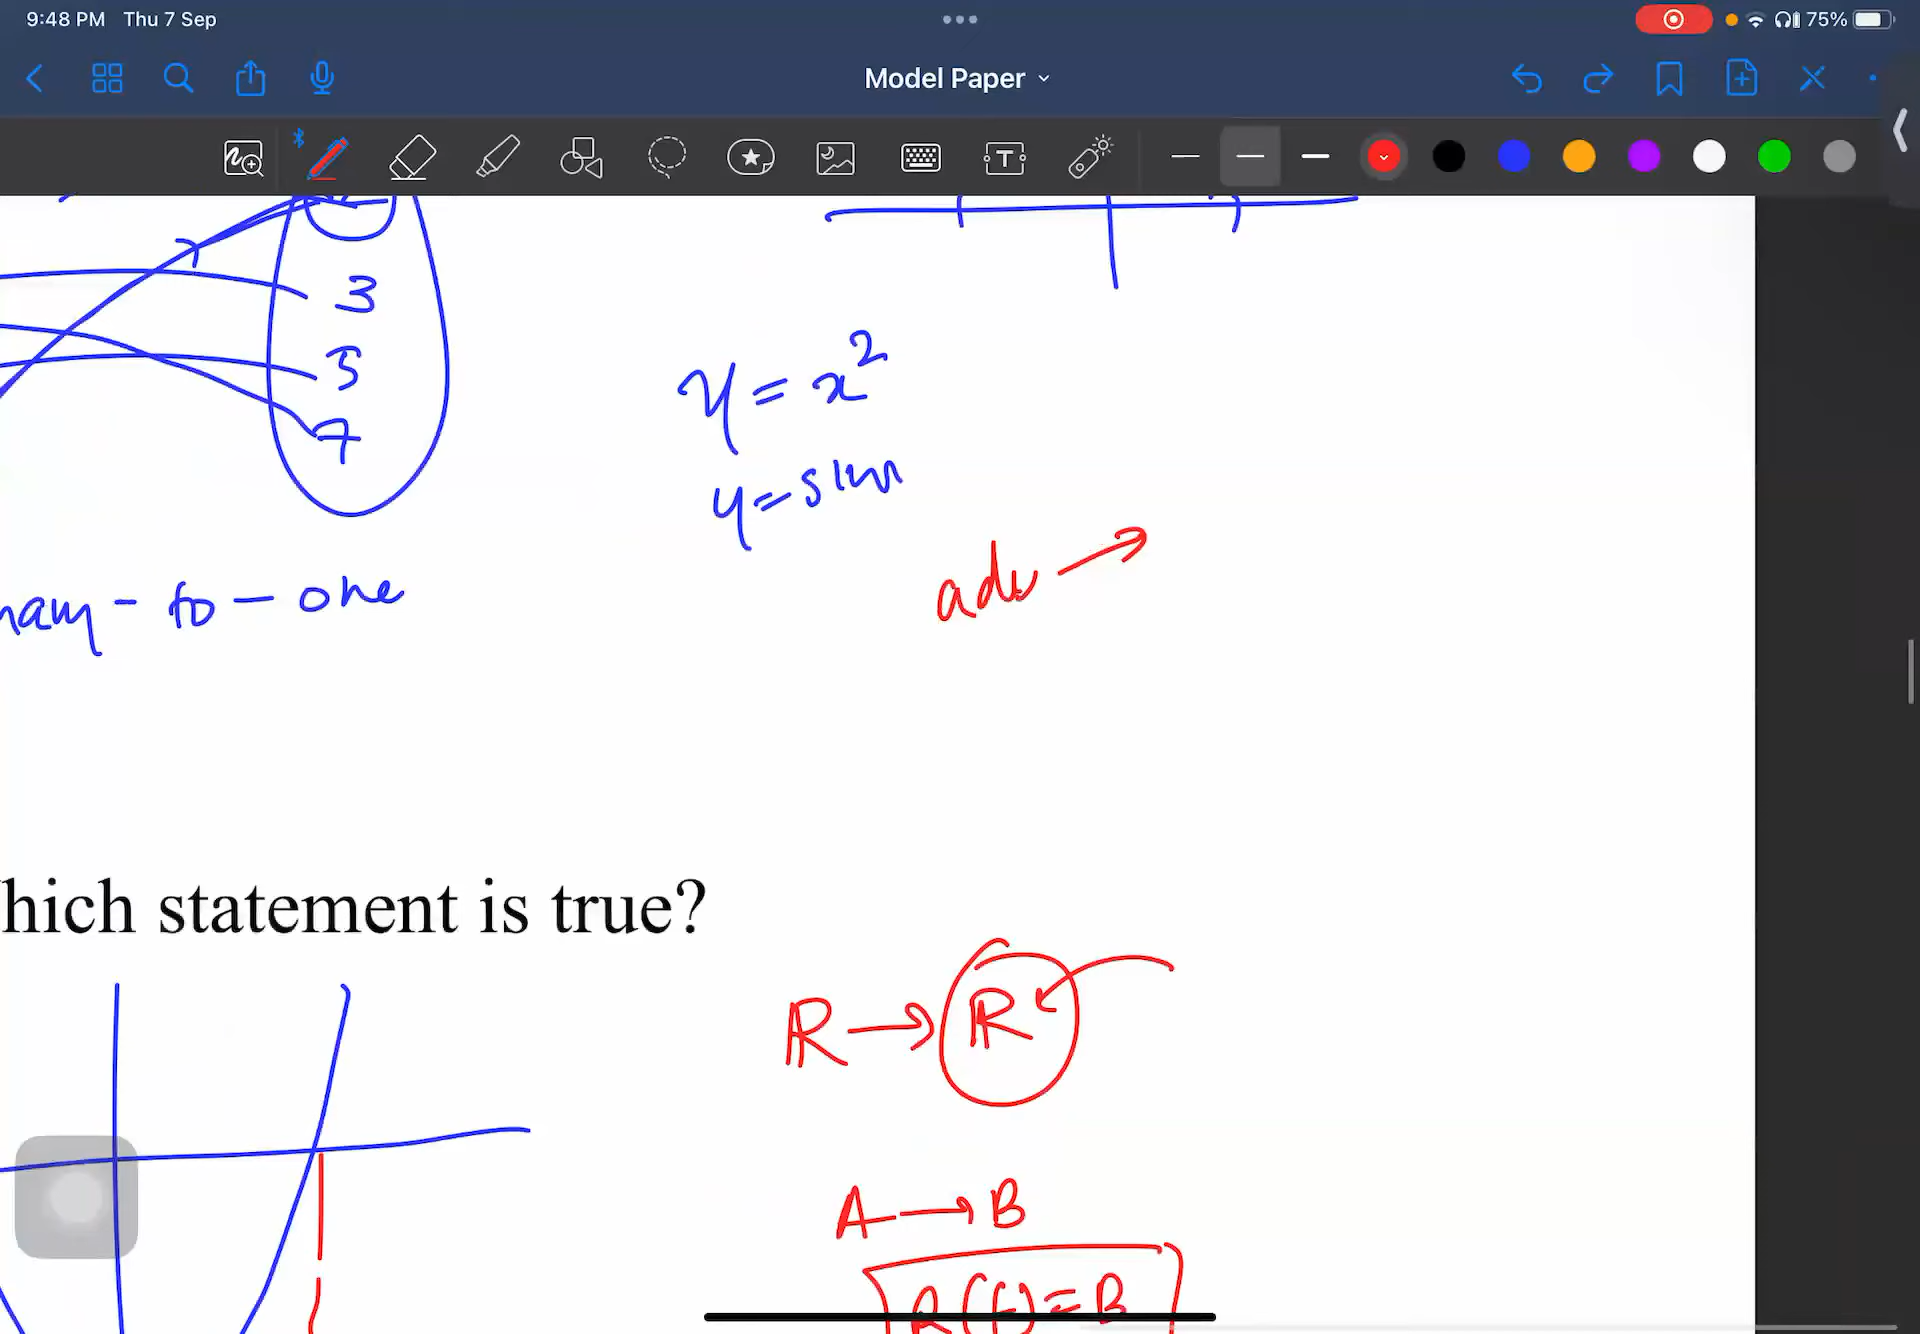 9:48 PM Thu 7 Sep
75%
Model Paper
T
3
5
7
y = x²
y = sin
adv →
many - to - one
hich statement is true?
ℝ → ℝ
A → B
R(f) = B